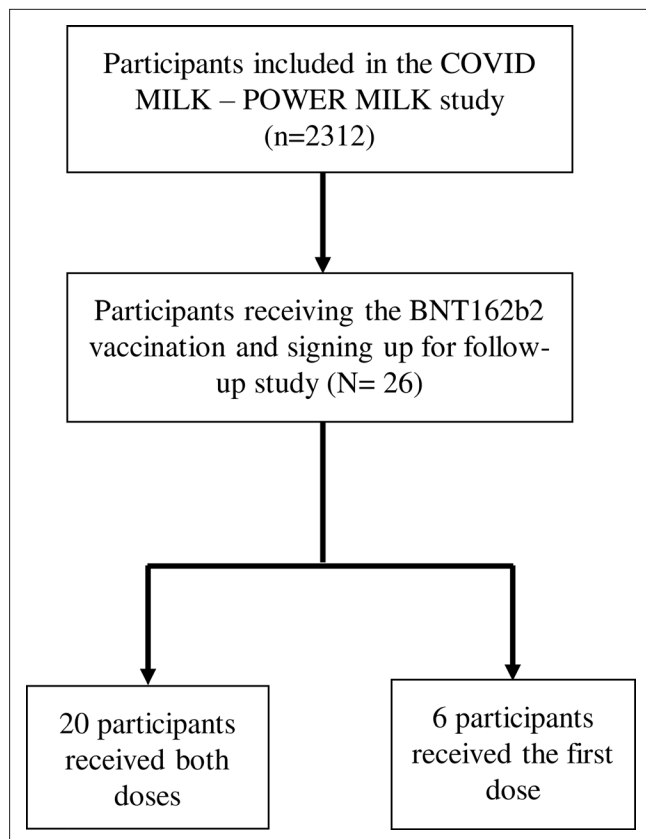 Participants included in the COVID
MILK – POWER MILK study
(n=2312)
Participants receiving the BNT162b2
vaccination and signing up for follow-
up study (N= 26)
20 participants
received both
doses
6 participants
received the first
dose